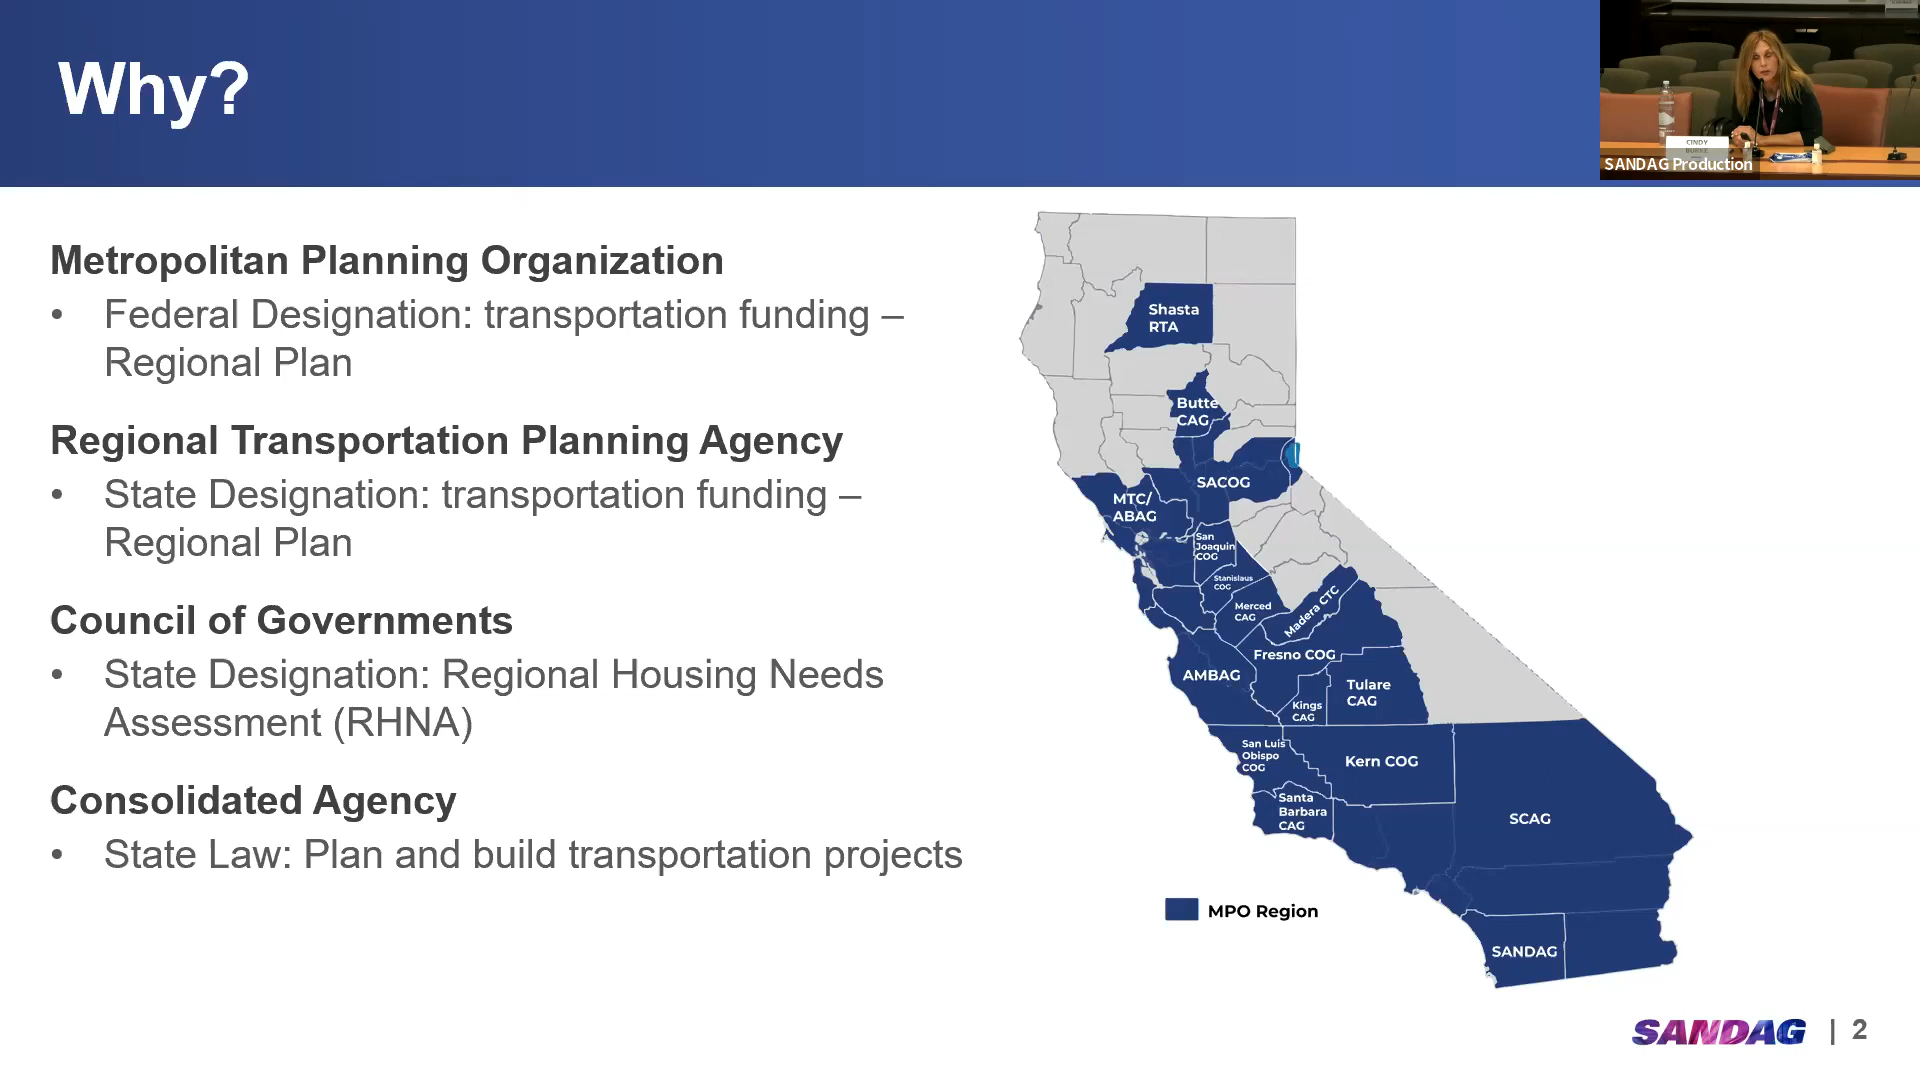 Why?
CINDY
SANDAG Production
Metropolitan Planning Organization
• Federal Designation: transportation funding –
Regional Plan
Regional Transportation Planning Agency
• State Designation: transportation funding –
Regional Plan
Council of Governments
• State Designation: Regional Housing Needs
Assessment (RHNA)
Consolidated Agency
• State Law: Plan and build transportation projects
Shasta
RTA
Butte
CAG
SACOG
MTC/
ABAG
San
Joaquin
COG
Stanislaus
COG
Merced
CAG
Madera CTC
Fresno COG
AMBAG
Tulare
CAG
Kings
CAG
San Luis
Obispo
COG
Kern COG
Santa
Barbara
CAG
SCAG
MPO Region
SANDAG
SANDAG | 2